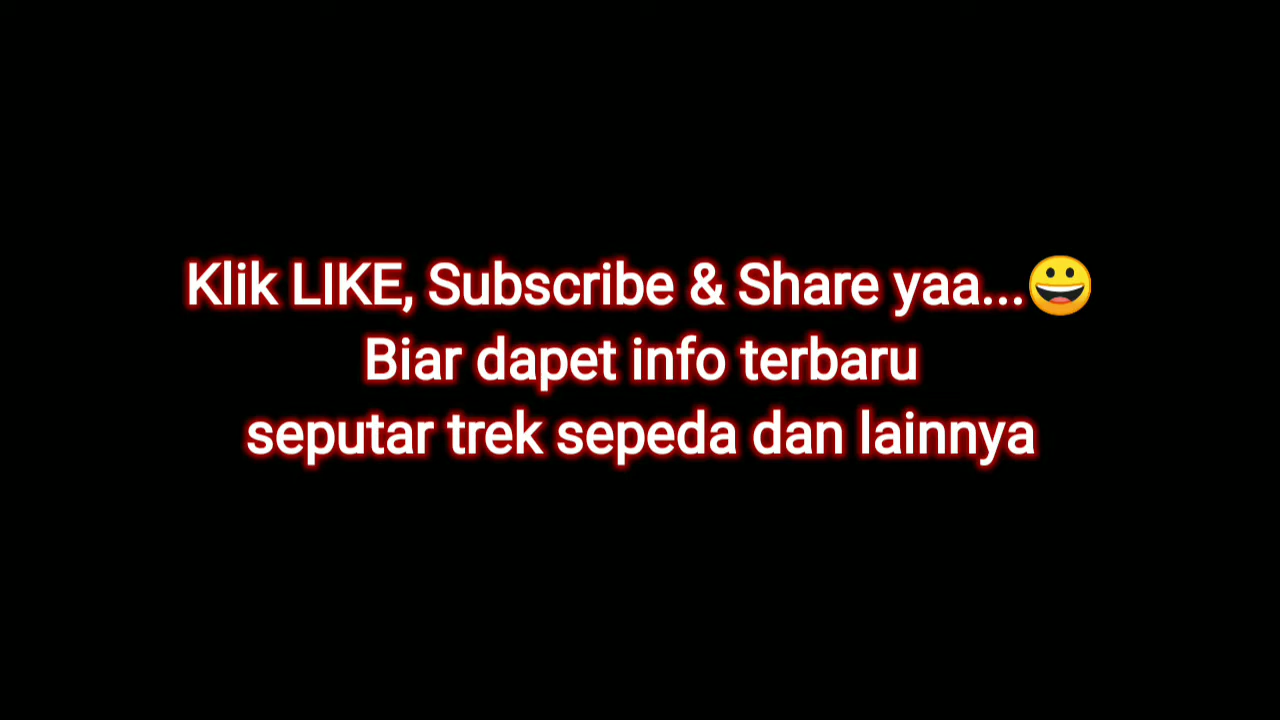 Klik LIKE, Subscribe & Share yaa...😀
Biar dapet info terbaru
seputar trek sepeda dan lainnya